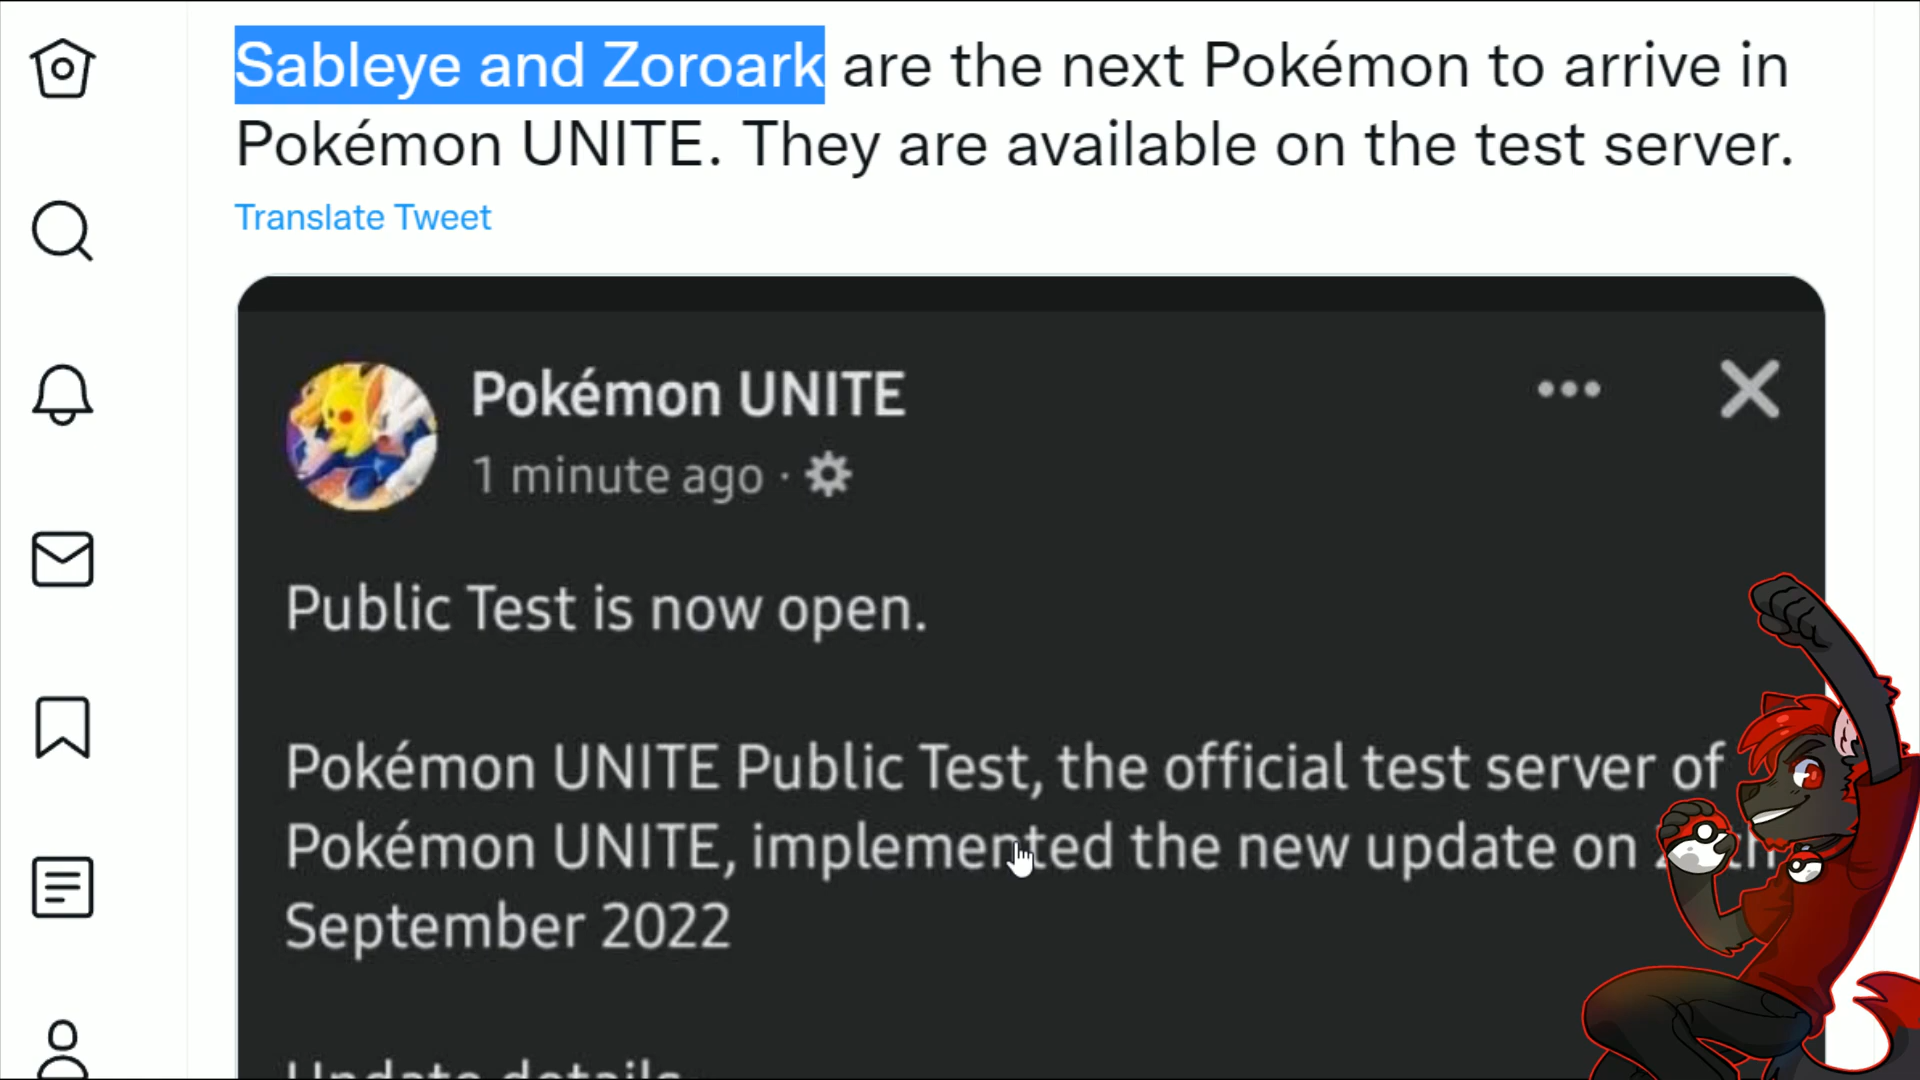 Sableye and Zoroark are the next Pokémon to arrive in
Pokémon UNITE. They are available on the test server.
Translate Tweet
Pokémon UNITE
1 minute ago ·
Public Test is now open.
Pokémon UNITE Public Test, the official test server of
Pokémon UNITE, implemented the new update on
September 2022
Update details